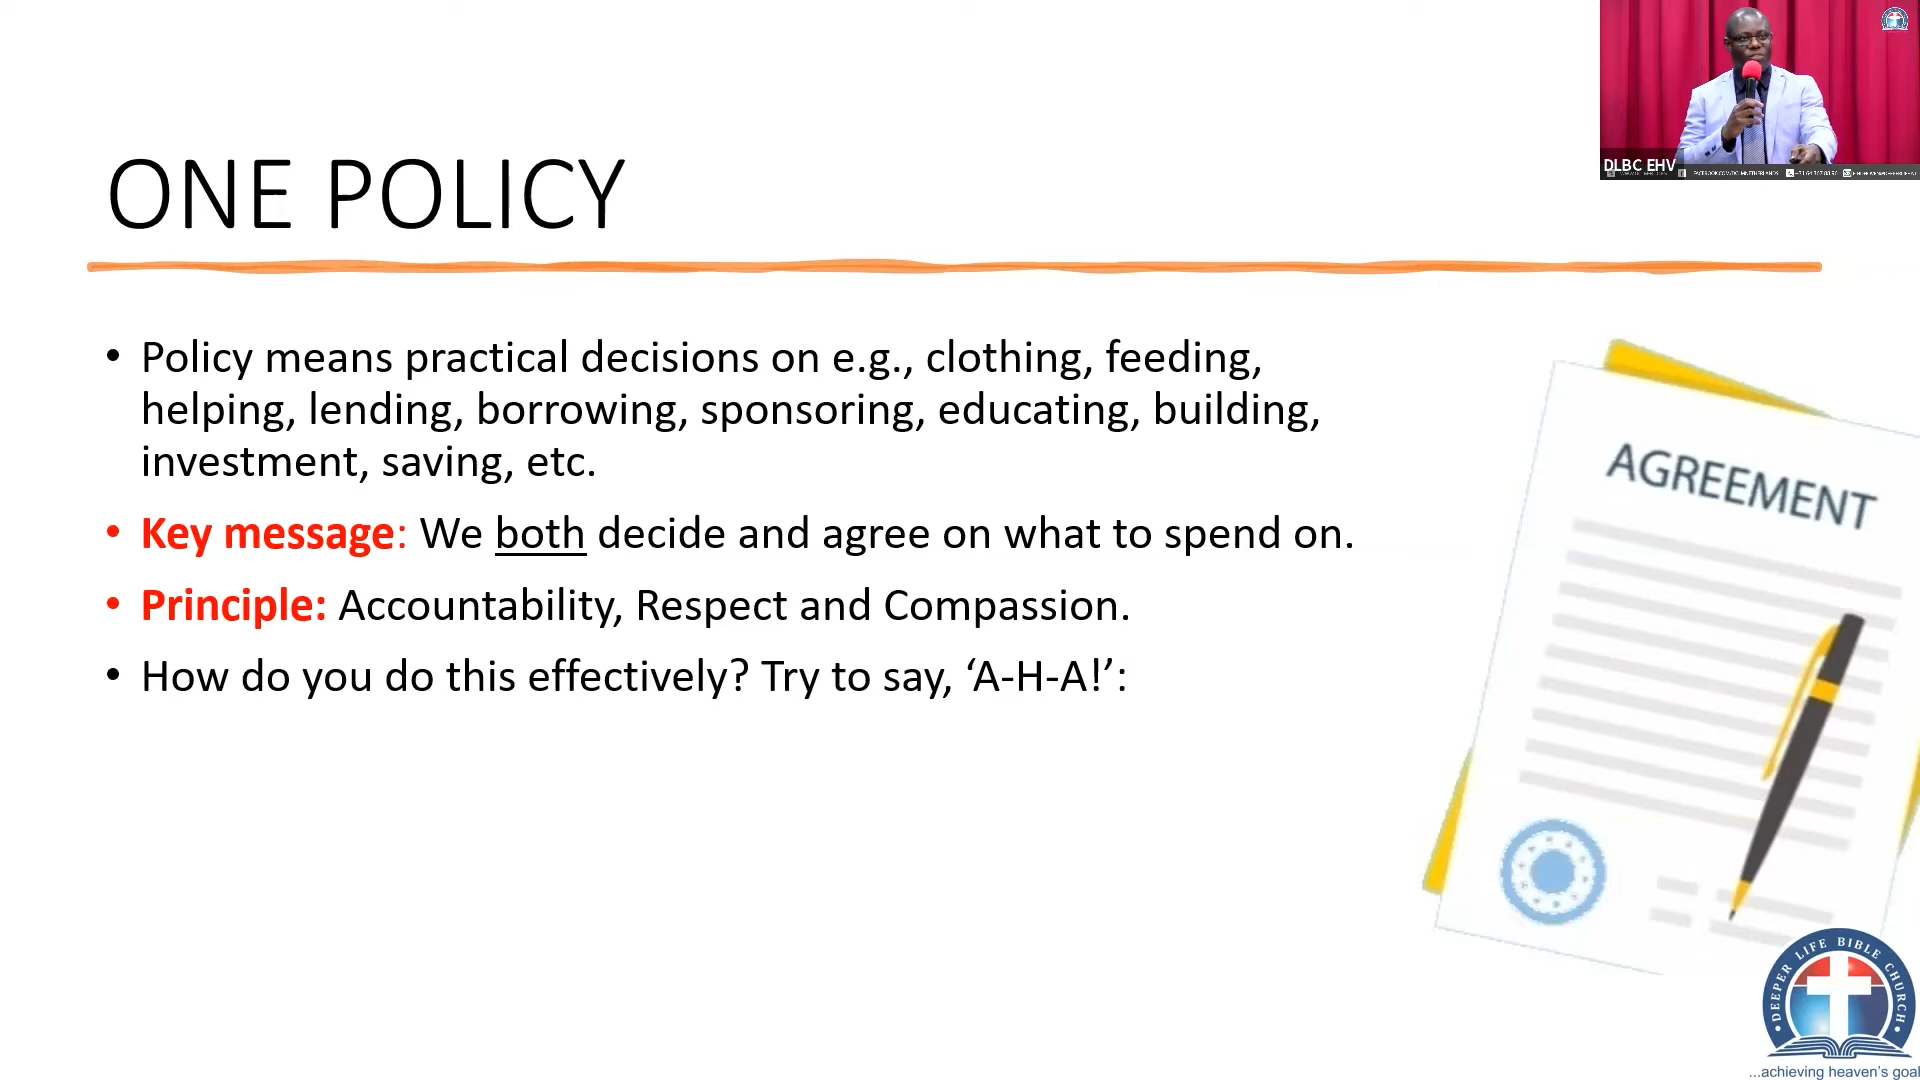 DLBC EHV
ONE POLICY
• Policy means practical decisions on e.g., clothing, feeding,
helping, lending, borrowing, sponsoring, educating, building,
investment, saving, etc.
• Key message: We both decide and agree on what to spend on.
• Principle: Accountability, Respect and Compassion.
• How do you do this effectively? Try to say, ‘A-H-A!’:
AGREEMENT
• DEEPER LIFE BIBLE CHURCH •
...achieving heaven's goal